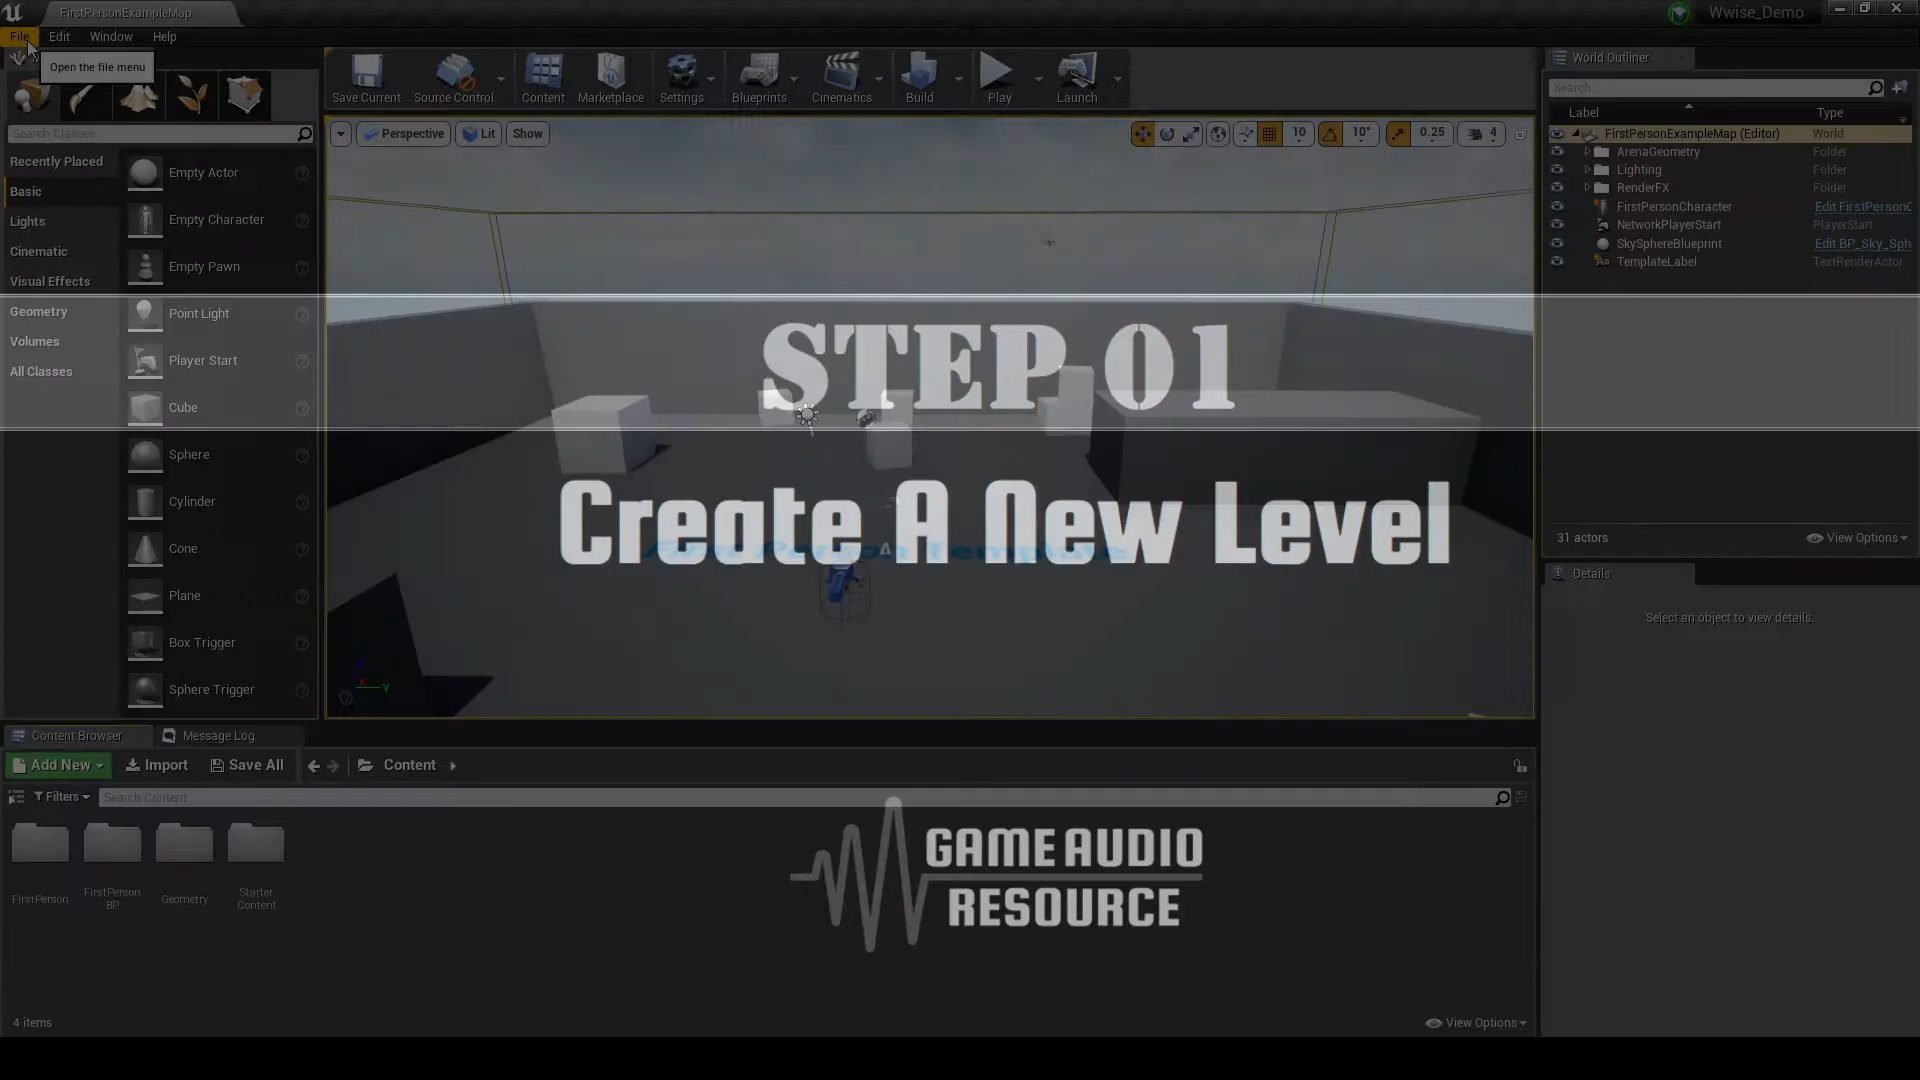 FirstPersonExampleMap
Wwise_Demo
File Edit Window Help
Open the file menu
Search Classes
Recently Placed
Basic
Lights
Cinematic
Visual Effects
Geometry
Volumes
All Classes
Empty Actor
Empty Character
Empty Pawn
Point Light
Player Start
Cube
Sphere
Cylinder
Cone
Plane
Box Trigger
Sphere Trigger
Save Current Source Control Content Marketplace Settings Blueprints Cinematics Build Play Launch
Perspective Lit Show
10 10° 0.25 4
STEP 01
Create A New Level
First Person Template
World Outliner
Search...
Label Type
FirstPersonExampleMap (Editor) World
ArenaGeometry Folder
Lighting Folder
RenderFX Folder
FirstPersonCharacter Edit FirstPersonC
NetworkPlayerStart PlayerStart
SkySphereBlueprint Edit BP_Sky_Sph
TemplateLabel TextRenderActor
31 actors View Options
Details
Select an object to view details.
Content Browser Message Log
Add New Import Save All Content
Filters Search Content
FirstPerson
FirstPerson
BP
Geometry
Starter
Content
GAME AUDIO
RESOURCE
4 items View Options